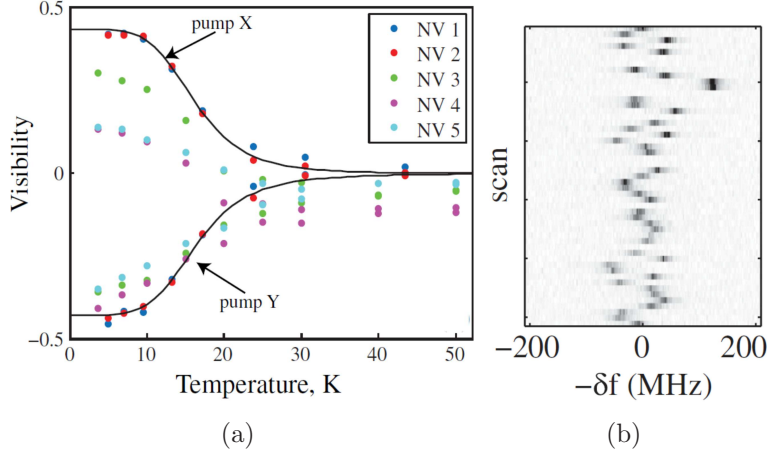 0.5
0
−0.5
Visibility
pump X
pump Y
NV 1
NV 2
NV 3
NV 4
NV 5
0
10
20
30
40
50
Temperature, K
(a)
scan
−200
0
200
−δf (MHz)
(b)